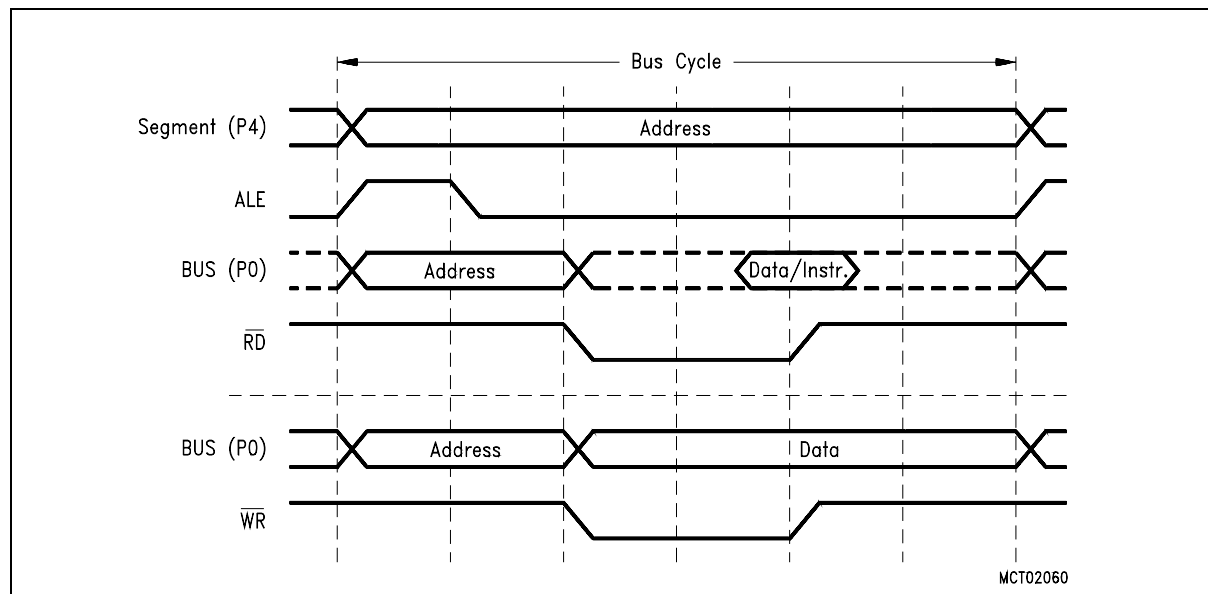 Bus Cycle
Segment (P4)
Address
ALE
BUS (P0)
Address
Data/Instr.
RD
BUS (P0)
Address
Data
WR
MCT02060